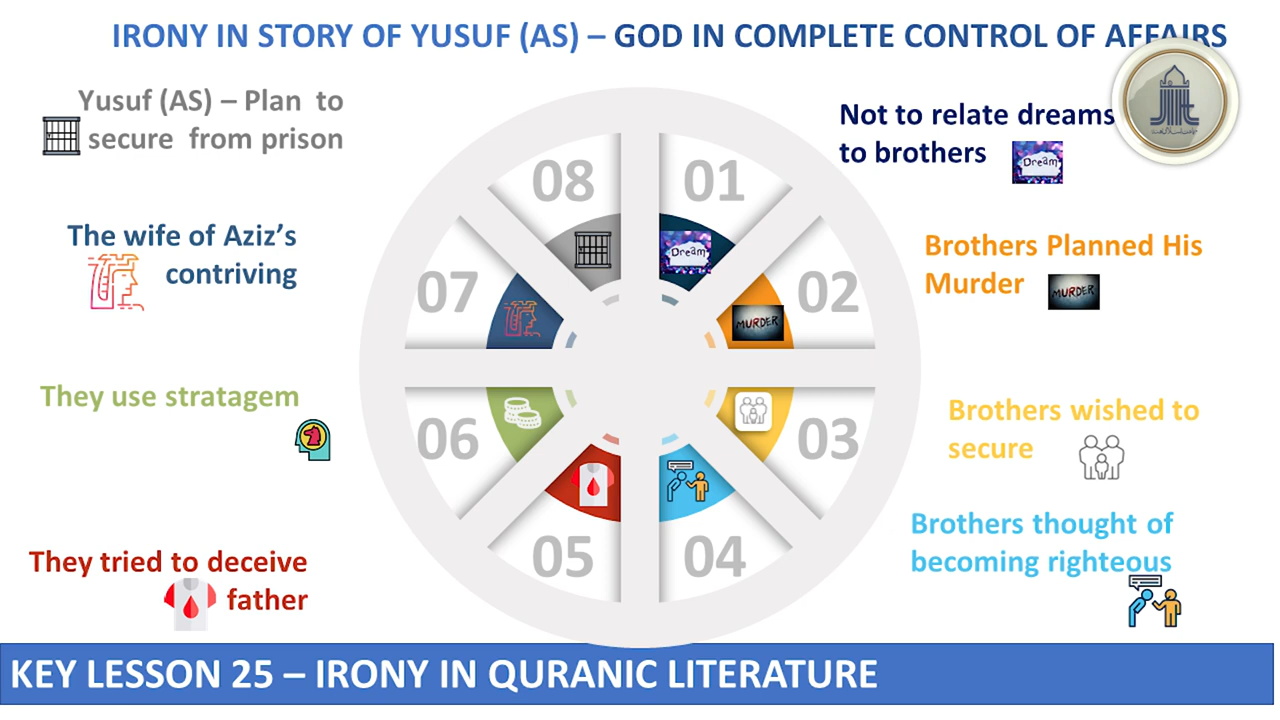 IRONY IN STORY OF YUSUF (AS) – GOD IN COMPLETE CONTROL OF AFFAIRS
Not to relate dreams
to brothers
Dream
Brothers Planned His
Murder
MURDER
Brothers wished to
secure
Brothers thought of
becoming righteous
They tried to deceive
father
They use stratagem
The wife of Aziz’s
contriving
Yusuf (AS) – Plan to
secure from prison
01
Dream
02
MURDER
03
04
05
06
07
08
KEY LESSON 25 – IRONY IN QURANIC LITERATURE